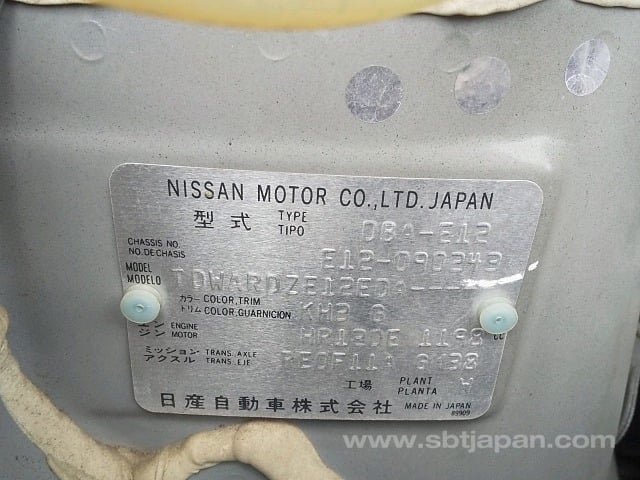 NISSAN MOTOR CO.,LTD. JAPAN
型式 TYPE TIPO DBA-E12
CHASSIS NO. NO.DE CHASIS E12-090243
MODEL MODELO TDWARDZE12EDA----
カラー トリム COLOR,TRIM COLOR,GUARNICION KH3 G
エンジン ENGINE MOTOR HR12DE 1198 cc
ミッション アクスル TRANS. AXLE TRANS. EJE RE0F11A 6438
工場 PLANT PLANTA A
日産自動車株式会社 MADE IN JAPAN
89909
www.sbtjapan.com